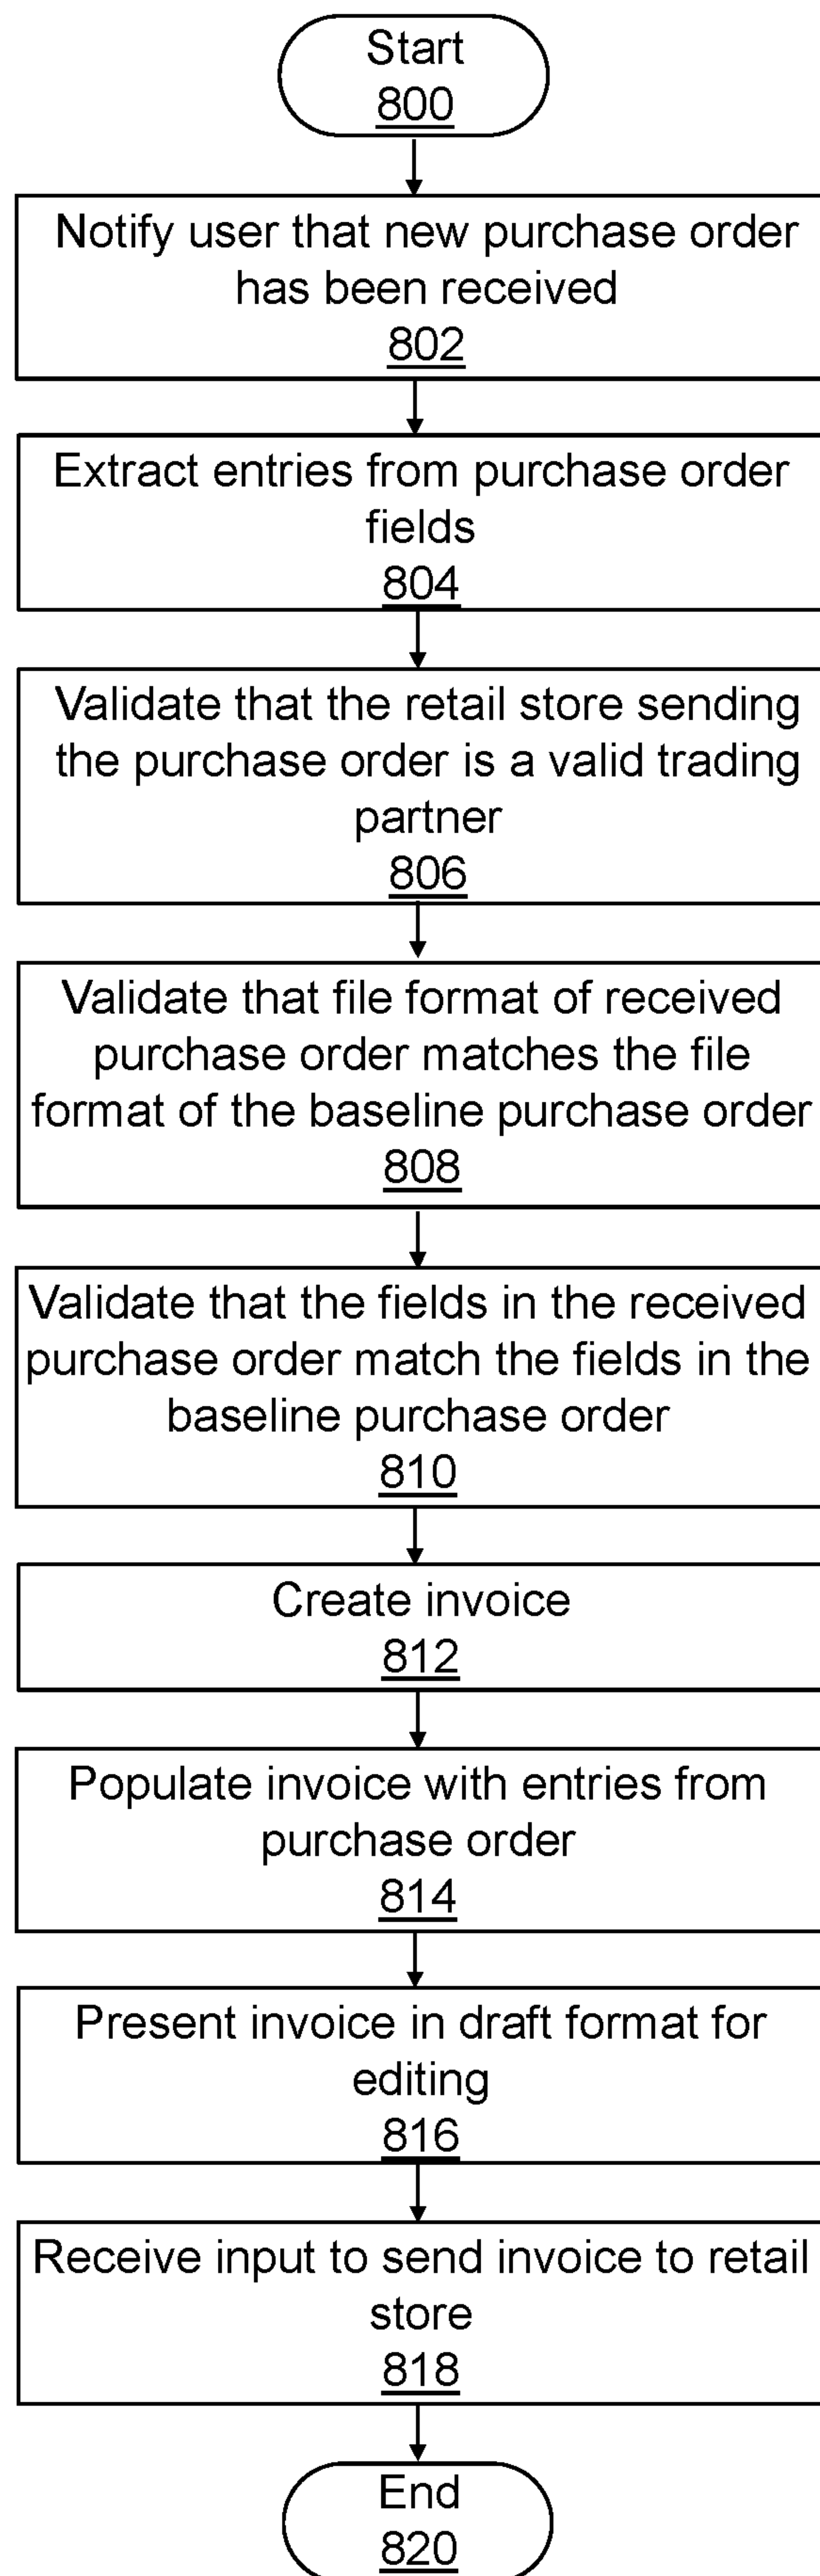 Start
800
Notify user that new purchase order
has been received
802
Extract entries from purchase order
fields
804
Validate that the retail store sending
the purchase order is a valid trading
partner
806
Validate that file format of received
purchase order matches the file
format of the baseline purchase order
808
Validate that the fields in the received
purchase order match the fields in the
baseline purchase order
810
Create invoice
812
Populate invoice with entries from
purchase order
814
Present invoice in draft format for
editing
816
Receive input to send invoice to retail
store
818
End
820